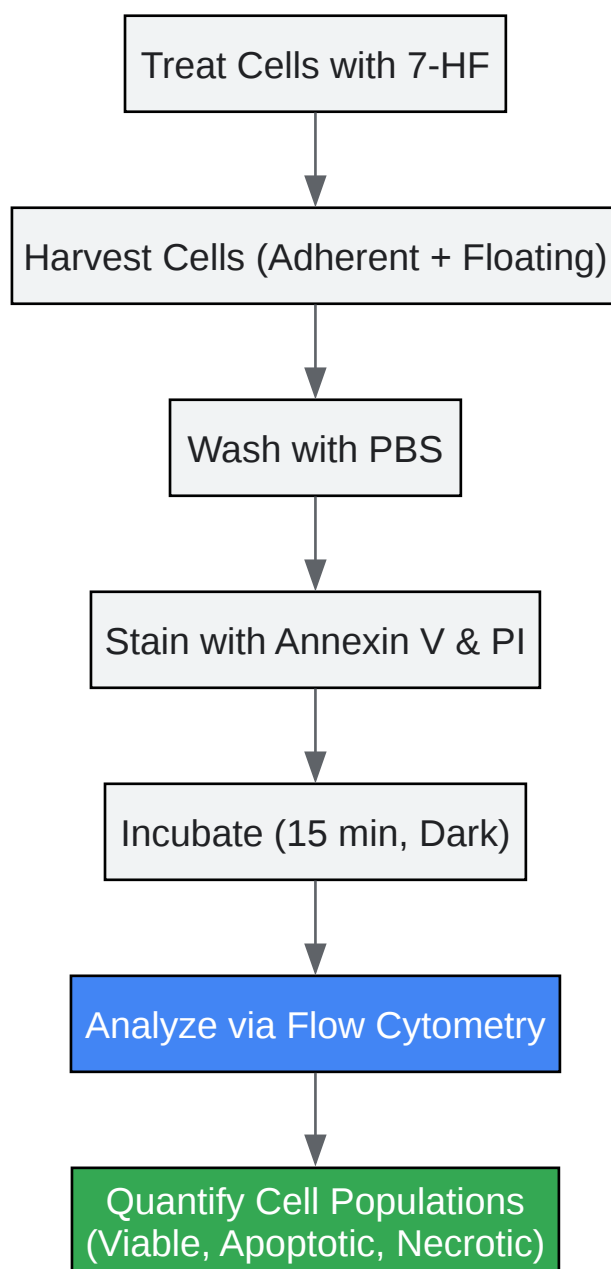 Treat Cells with 7-HF
Harvest Cells (Adherent + Floating)
Wash with PBS
Stain with Annexin V & PI
Incubate (15 min, Dark)
Analyze via Flow Cytometry
Quantify Cell Populations
(Viable, Apoptotic, Necrotic)